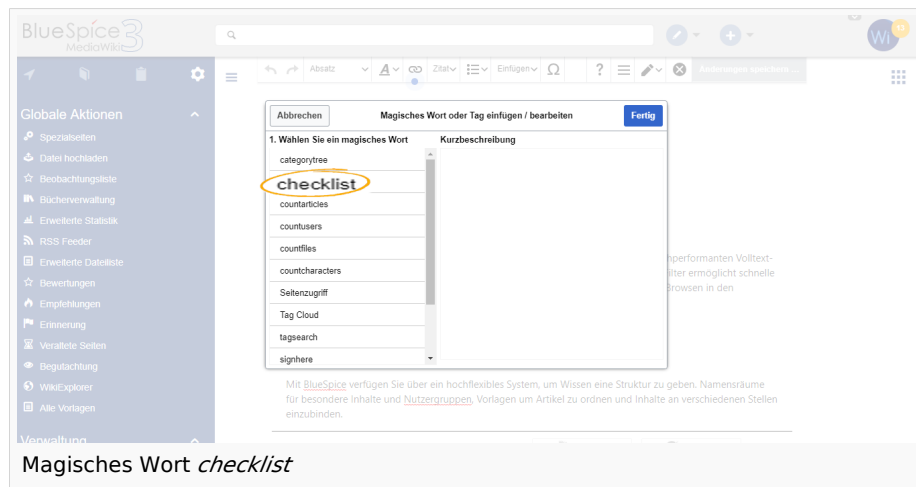 BlueSpice 3
MediaWiki
WI
Absatz
A
Zitat
Einfügen
Ω
?
Änderungen speichern ...
Globale Aktionen
Spezialseiten
Datei hochladen
Beobachtungsliste
Bücherverwaltung
Erweiterte Statistik
RSS Feeder
Erweiterte Dateiliste
Bewertungen
Empfehlungen
Erinnerung
Veraltete Seiten
Begutachtung
WikiExplorer
Alle Vorlagen
Verwaltung
Abbrechen
Magisches Wort oder Tag einfügen / bearbeiten
Fertig
1. Wählen Sie ein magisches Wort
Kurzbeschreibung
categorytree
checklist
countarticles
countusers
countfiles
countcharacters
Seitenzugriff
Tag Cloud
tagsearch
signhere
Volltext-
ilter ermöglicht schnelle
Browsen in den
Mit BlueSpice verfügen Sie über ein hochflexibles System, um Wissen eine Struktur zu geben. Namensräume
für besondere Inhalte und Nutzergruppen, Vorlagen um Artikel zu ordnen und Inhalte an verschiedenen Stellen
einzubinden.
Magisches Wort checklist